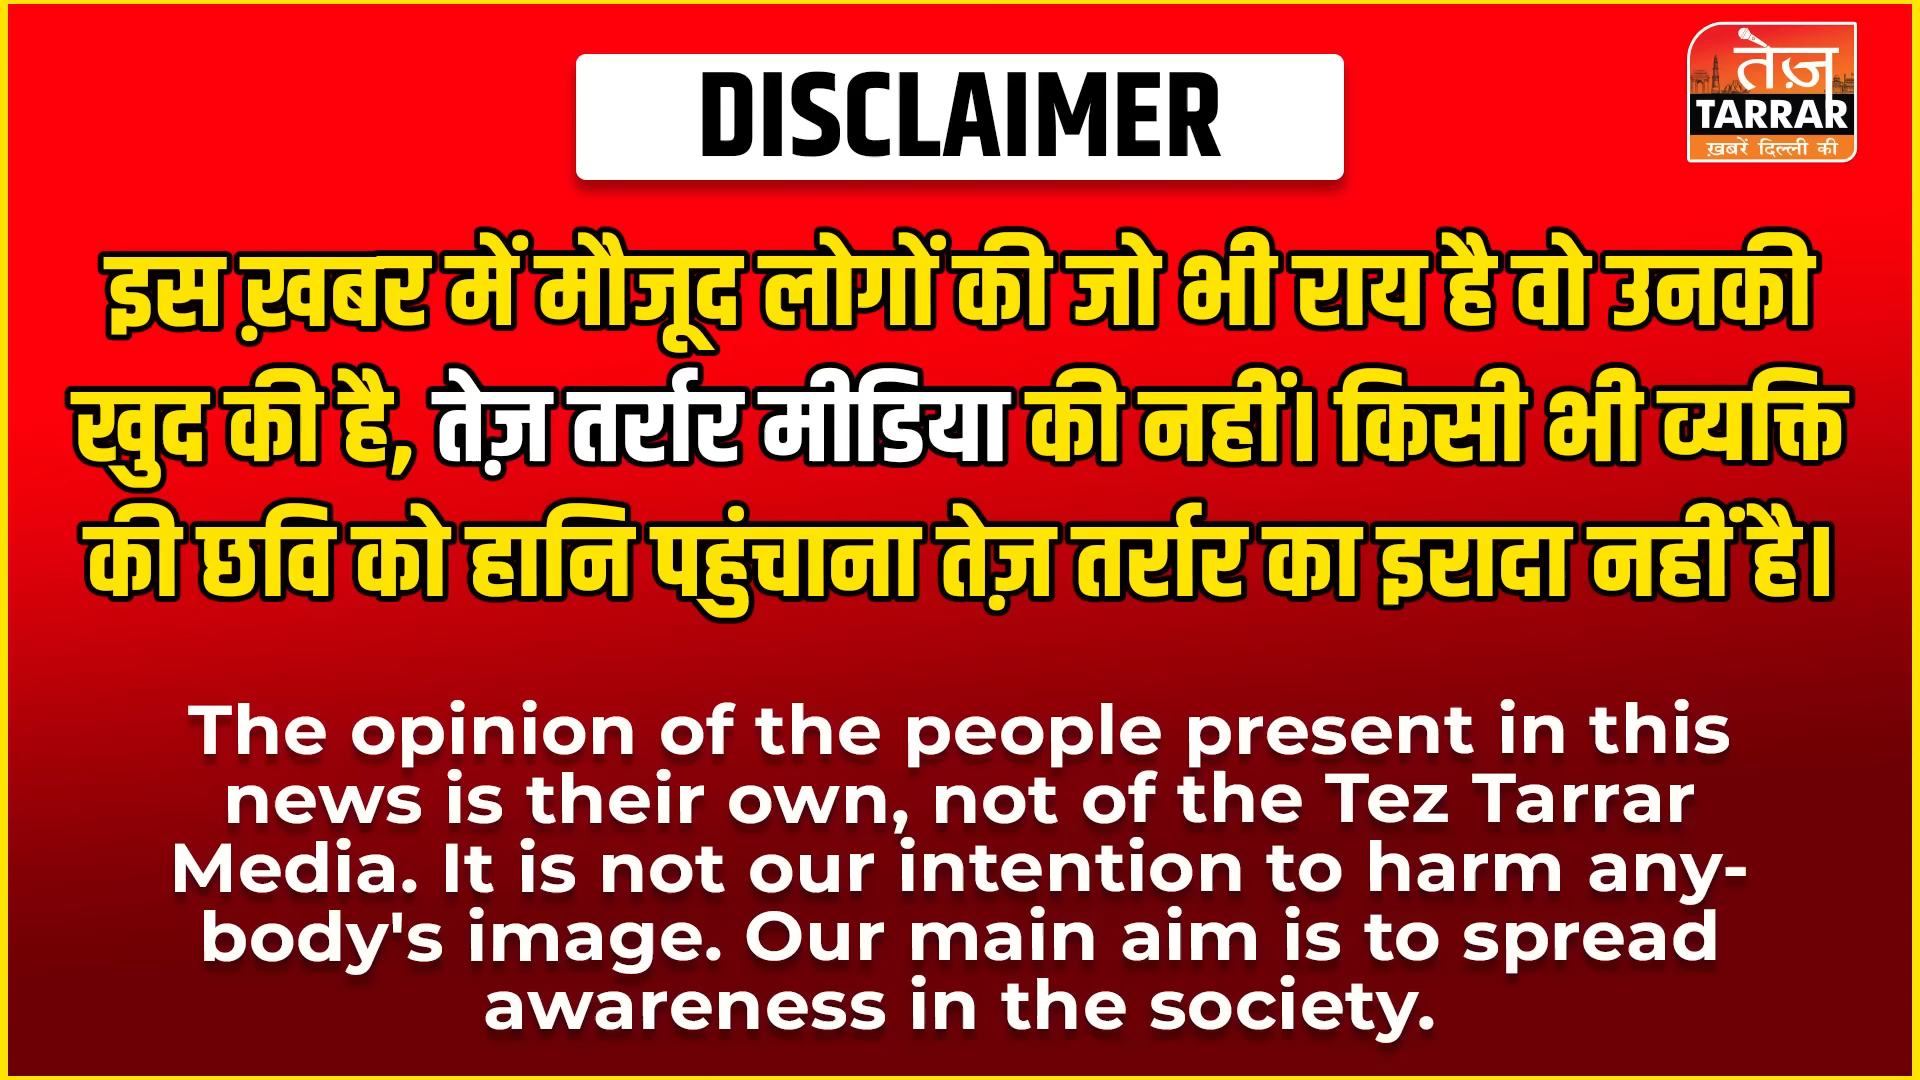 DISCLAIMER
तेज़
TARRAR
ख़बरें दिल्ली की
इस ख़बर में मौजूद लोगों की जो भी राय है वो उनकी
खुद की है, तेज़ तर्रार मीडिया की नहीं। किसी भी व्यक्ति
की छवि को हानि पहुंचाना तेज़ तर्रार का इरादा नहीं है।
The opinion of the people present in this
news is their own, not of the Tez Tarrar
Media. It is not our intention to harm any-
body's image. Our main aim is to spread
awareness in the society.